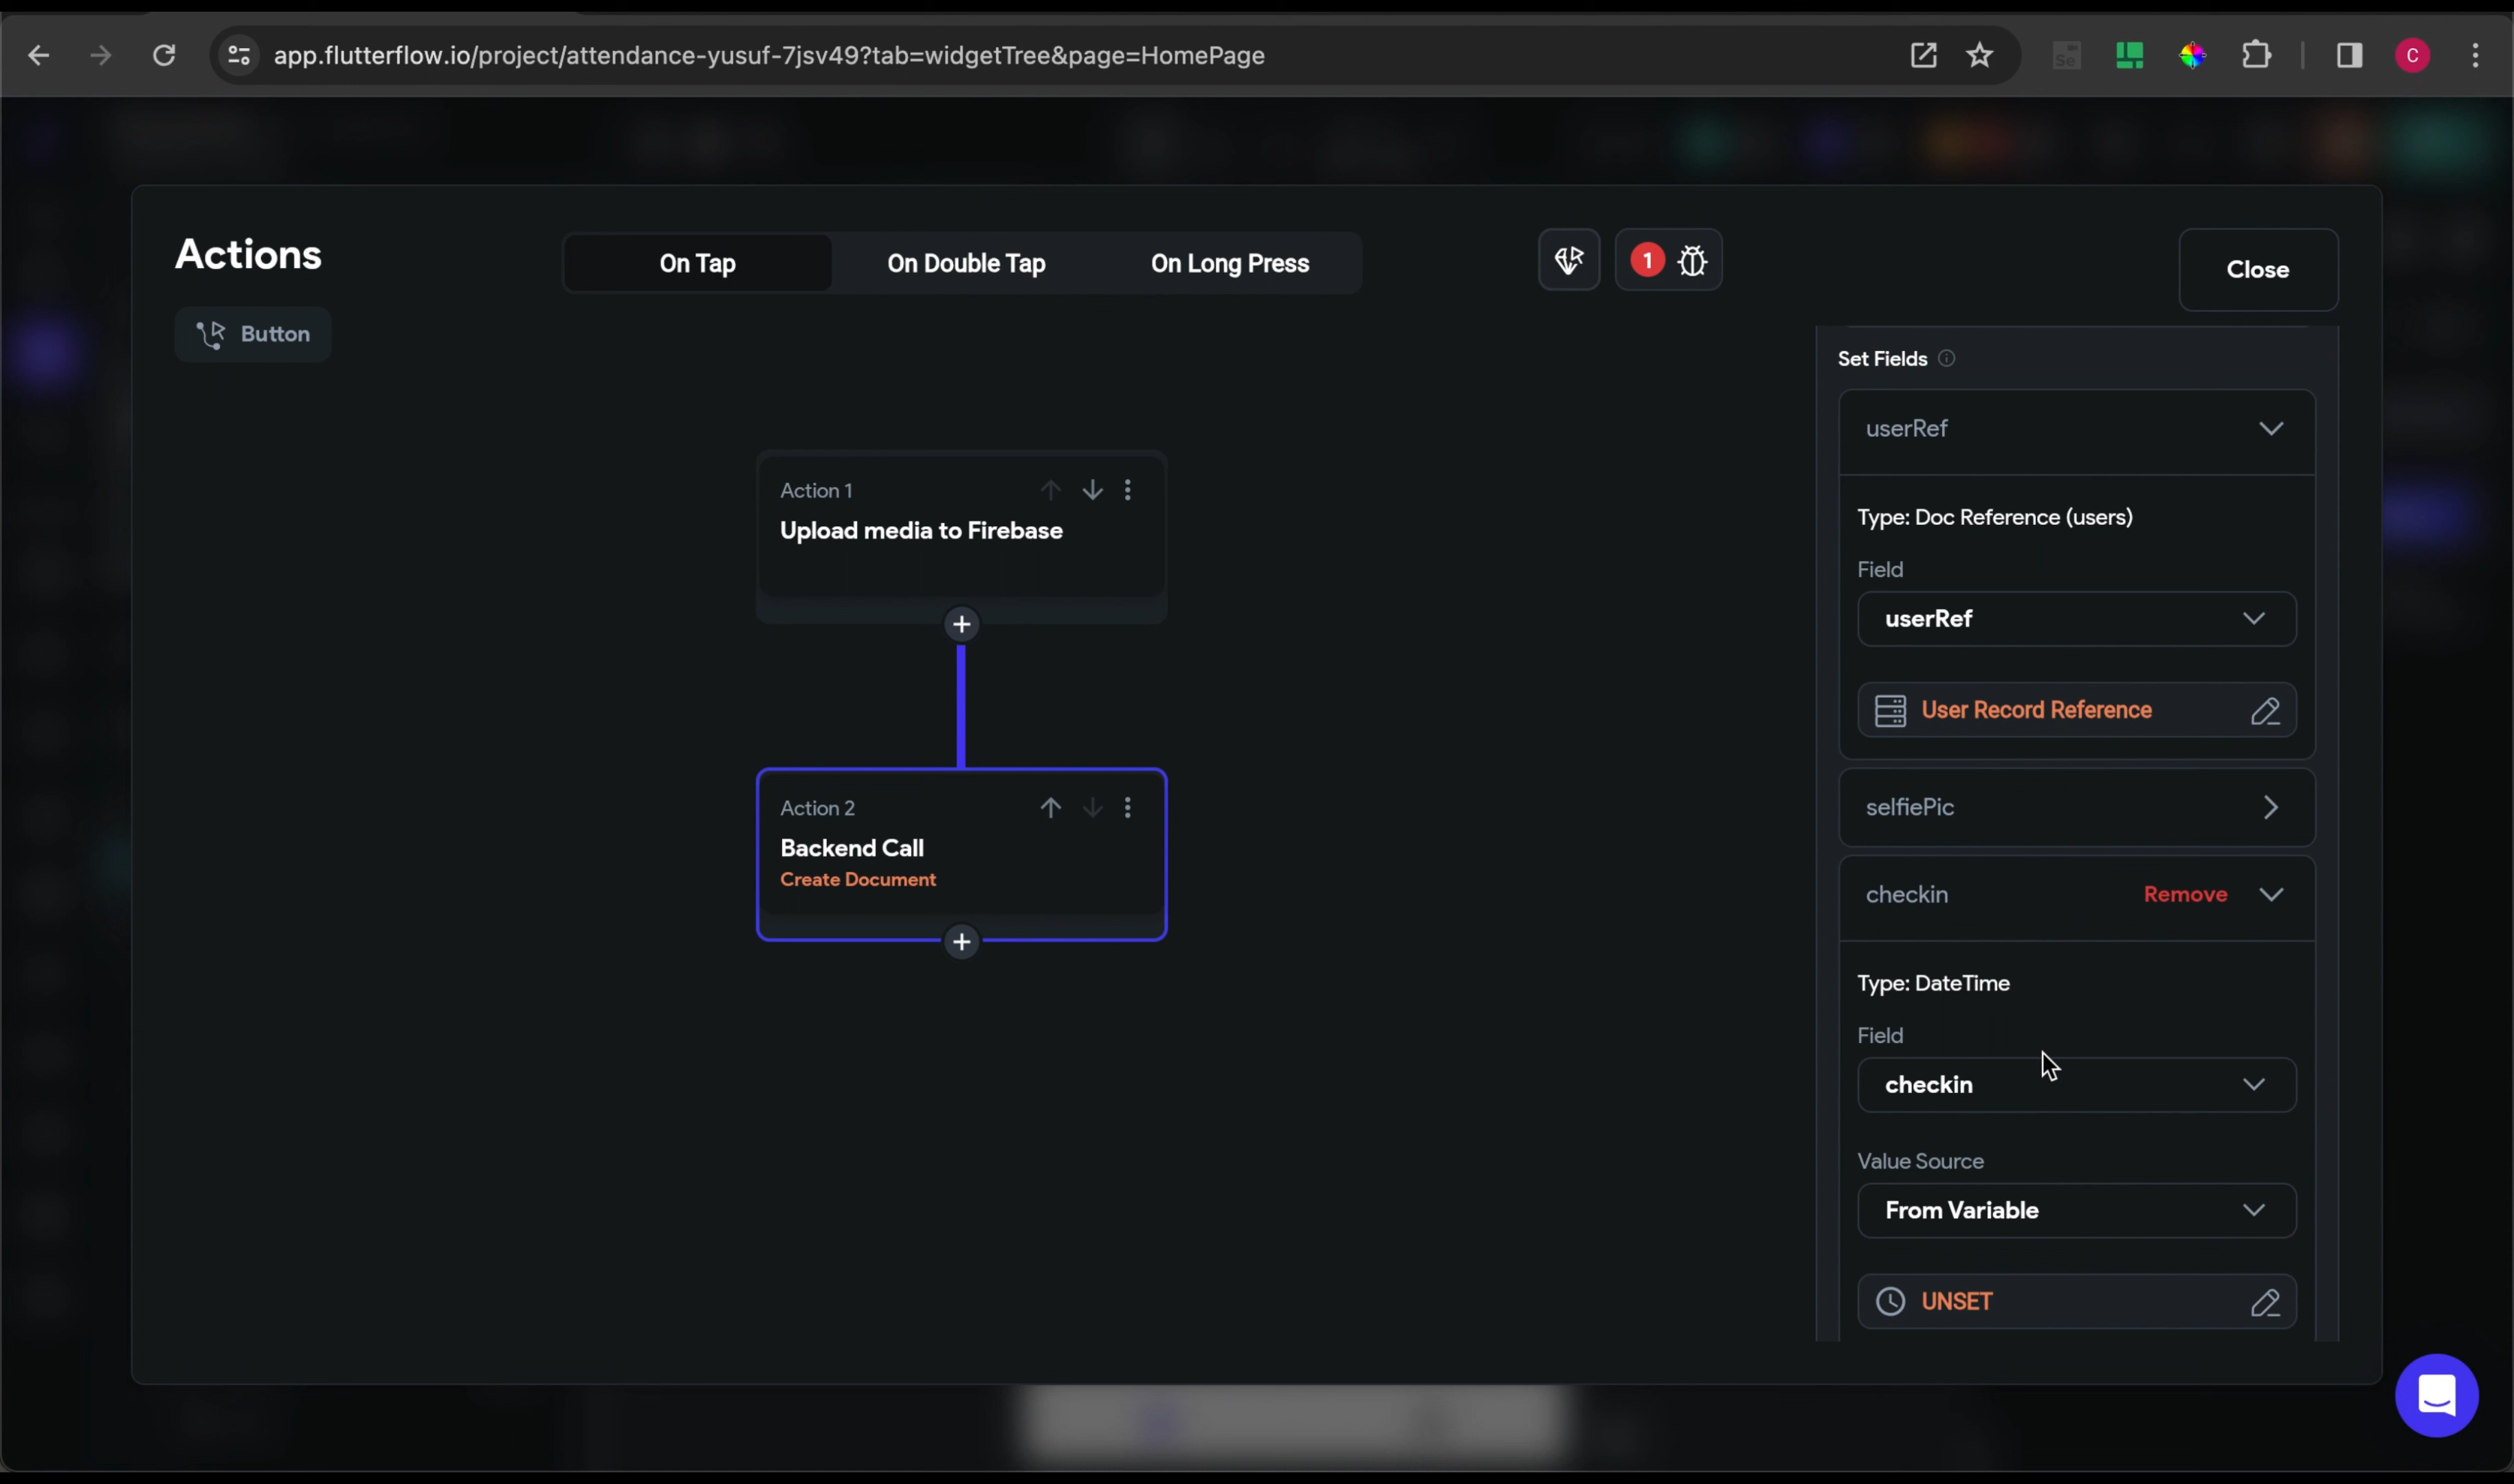 app.flutterflow.io/project/attendance-yusuf-7jsv49?tab=widgetTree&page=HomePage
Se
C
Actions
On Tap
On Double Tap
On Long Press
1
Close
Button
Set Fields
userRef
Type: Doc Reference (users)
Field
userRef
User Record Reference
selfiePic
checkin
Remove
Type: DateTime
Field
checkin
Value Source
From Variable
UNSET
Action 1
Upload media to Firebase
Action 2
Backend Call
Create Document